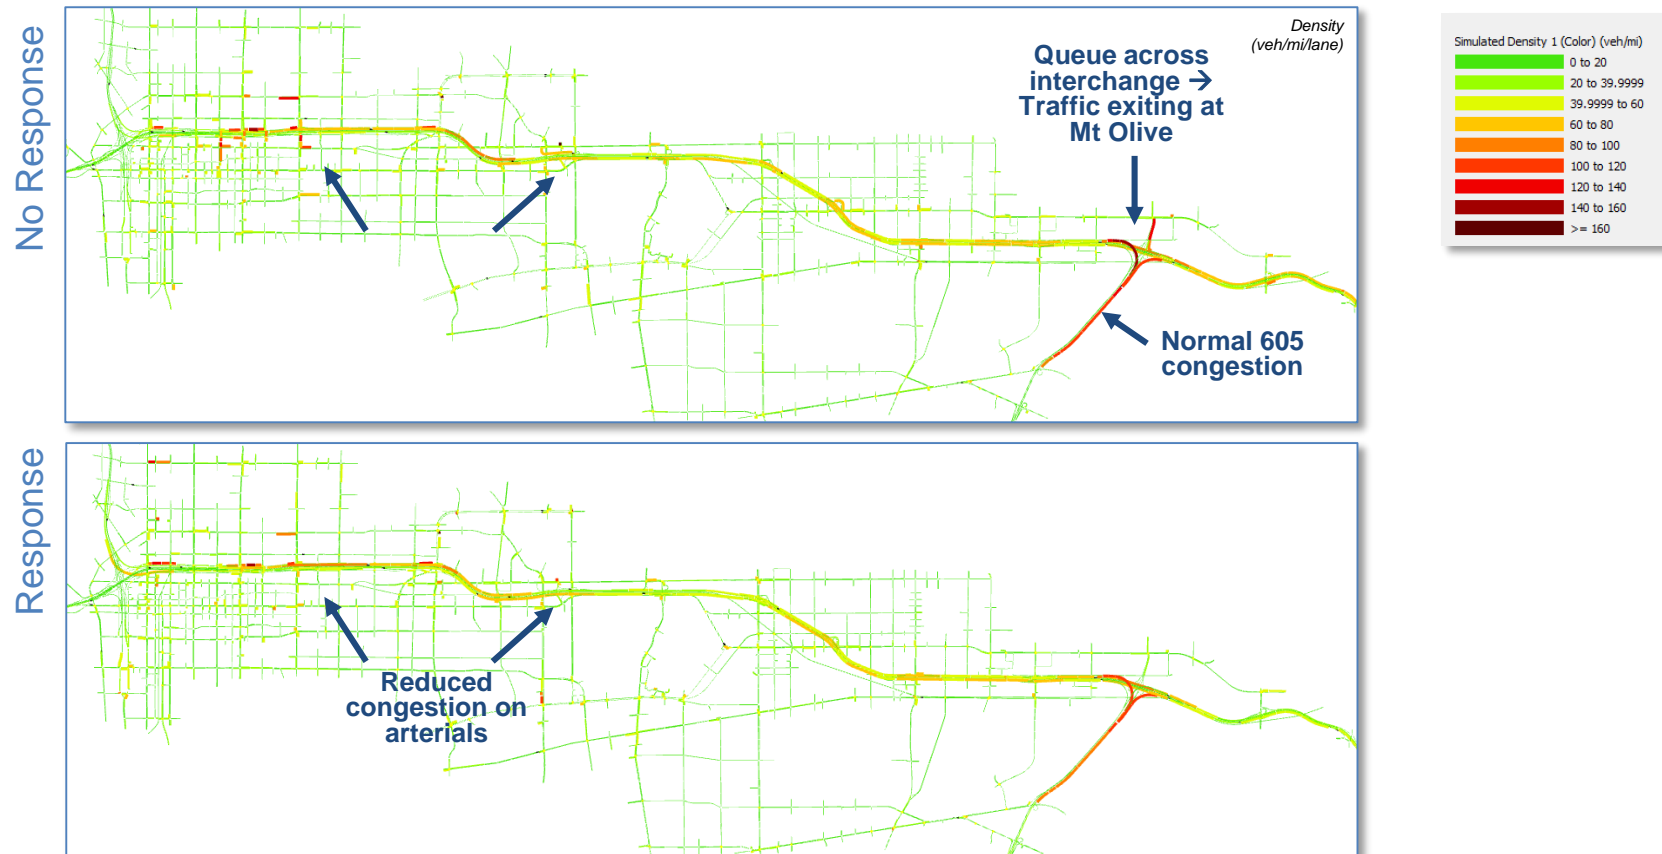 No Response
Density
(veh/mi/lane)
Queue across
interchange →
Traffic exiting at
Mt Olive
Normal 605
congestion
Simulated Density 1 (Color) (veh/mi)
0 to 20
20 to 39.9999
39.9999 to 60
60 to 80
80 to 100
100 to 120
120 to 140
140 to 160
>= 160
Response
Reduced
congestion on
arterials